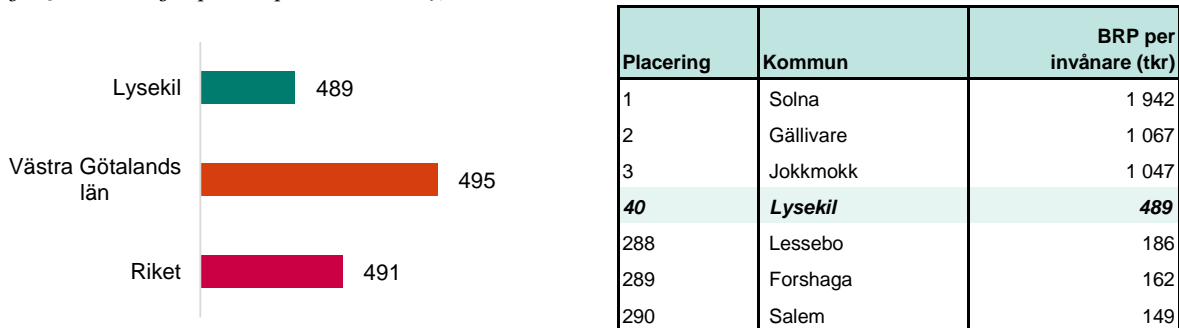 Lysekil
489
Västra Götalands
län
495
Riket
491
Placering Kommun BRP per invånare (tkr)
1 Solna 1 942
2 Gällivare 1 067
3 Jokkmokk 1 047
40 Lysekil 489
288 Lessebo 186
289 Forshaga 162
290 Salem 149